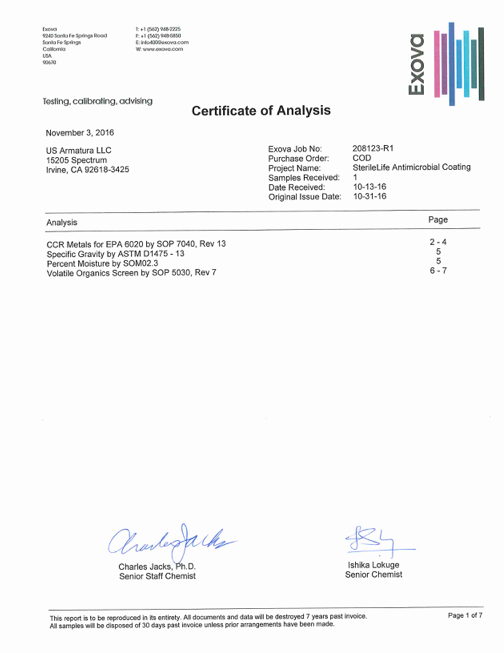 Exova
9240 Santa Fe Springs Road
Santa Fe Springs
California
USA
90670
T: +1 (562) 948-2225
F: +1 (562) 948-5850
E: info400@exova.com
W: www.exova.com
Exova
Testing, calibrating, advising
Certificate of Analysis
November 3, 2016
US Armatura LLC
15205 Spectrum
Irvine, CA 92618-3425
Exova Job No: 208123-R1
Purchase Order: COD
Project Name: SterileLife Antimicrobial Coating
Samples Received: 1
Date Received: 10-13-16
Original Issue Date: 10-31-16
Analysis Page
CCR Metals for EPA 6020 by SOP 7040, Rev 13 2 - 4
Specific Gravity by ASTM D1475 - 13 5
Percent Moisture by SOM02.3 5
Volatile Organics Screen by SOP 5030, Rev 7 6 - 7
Charles Jacks
Charles Jacks, Ph.D.
Senior Staff Chemist
Ishika Lokuge
Senior Chemist
This report is to be reproduced in its entirety. All documents and data will be destroyed 7 years past invoice.
All samples will be disposed of 30 days past invoice unless prior arrangements have been made.
Page 1 of 7